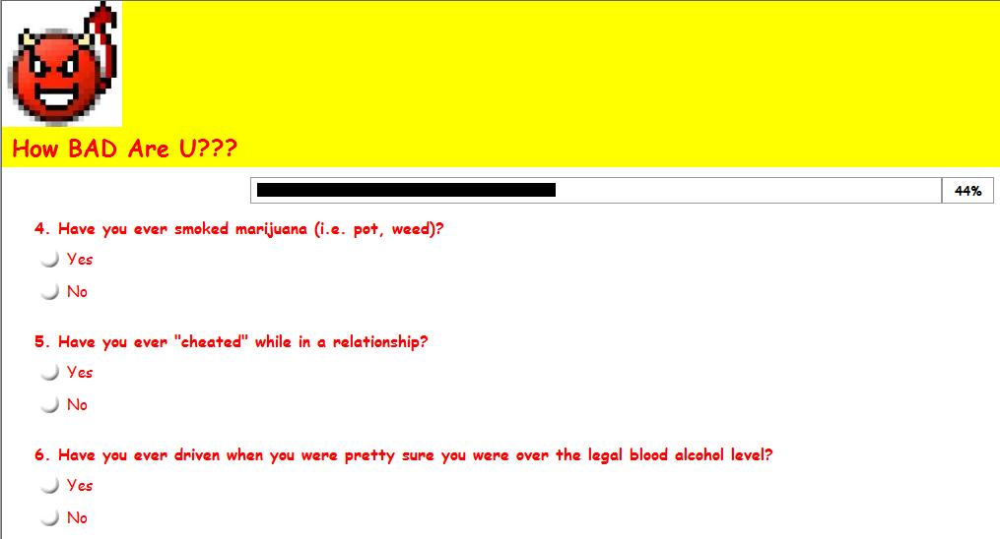 How BAD Are U???
44%
4. Have you ever smoked marijuana (i.e. pot, weed)?
Yes
No
5. Have you ever "cheated" while in a relationship?
Yes
No
6. Have you ever driven when you were pretty sure you were over the legal blood alcohol level?
Yes
No